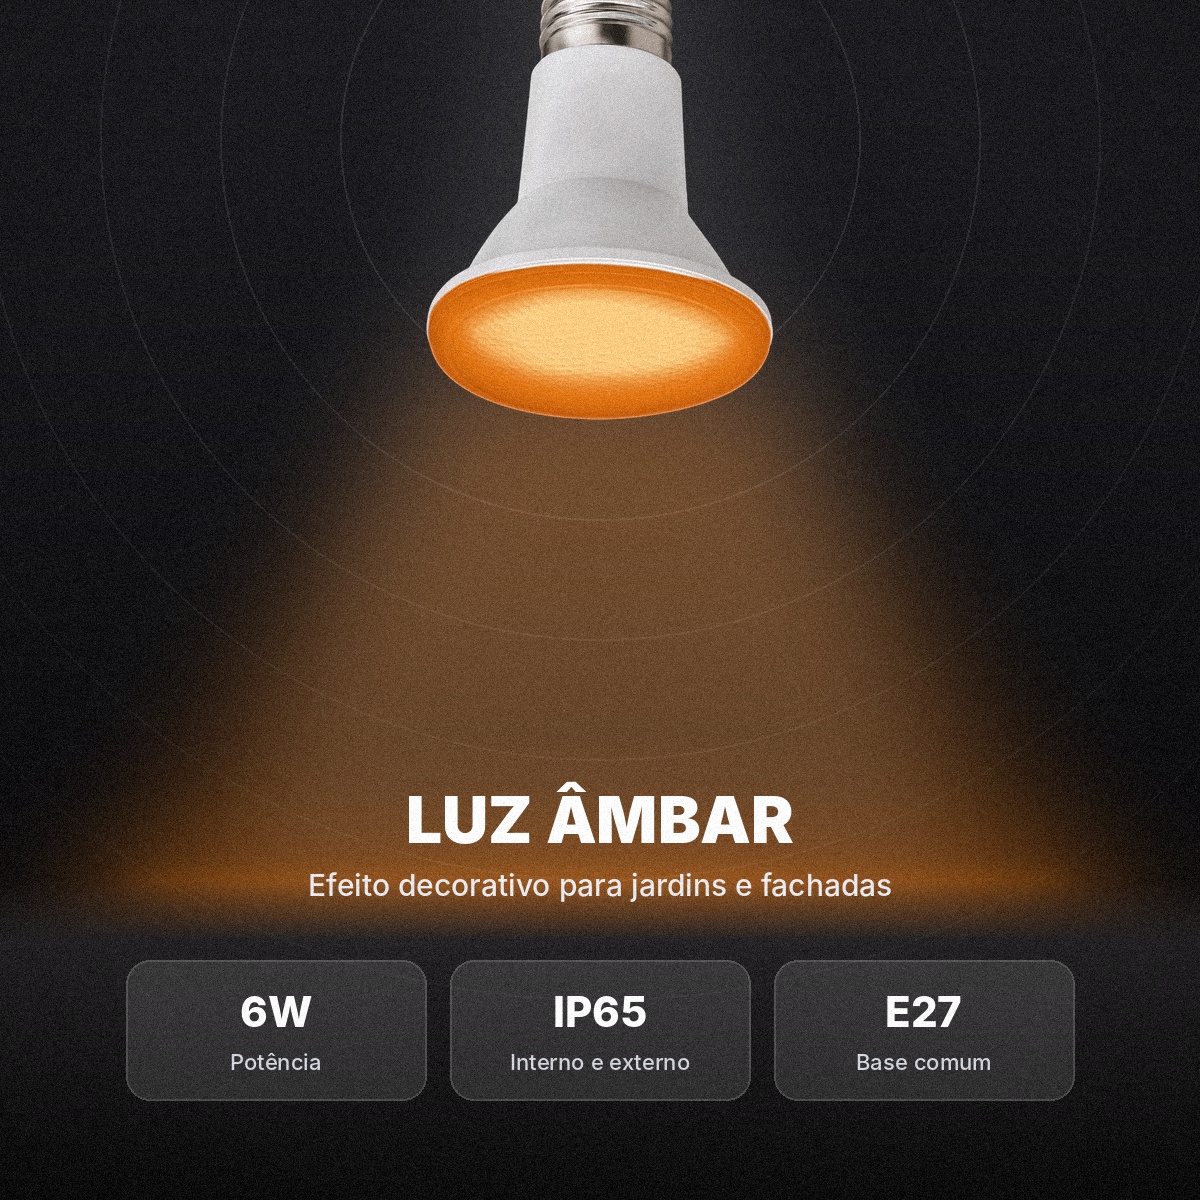 LUZ ÂMBAR
Efeito decorativo para jardins e fachadas
6W
Potência
IP65
Interno e externo
E27
Base comum